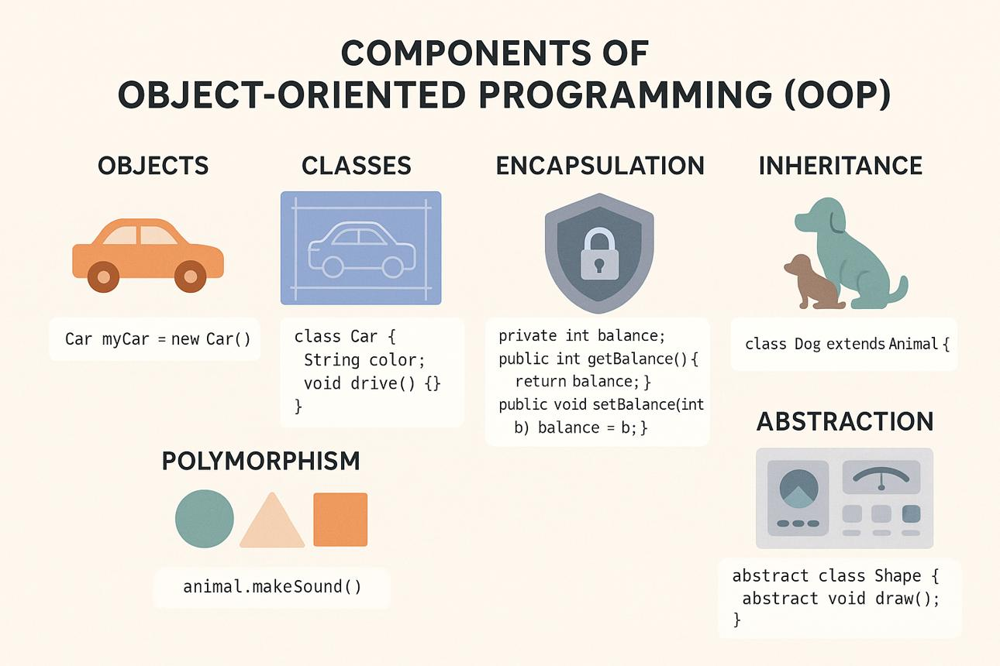 COMPONENTS OF
OBJECT-ORIENTED PROGRAMMING (OOP)
OBJECTS
Car myCar = new Car()
CLASSES
class Car {
String color;
void drive() {}
}
ENCAPSULATION
private int balance;
public int getBalance() {
return balance; }
public void setBalance(int
b) balance = b; }
INHERITANCE
class Dog extends Animal {
POLYMORPHISM
animal.makeSound()
ABSTRACTION
abstract class Shape {
abstract void draw();
}